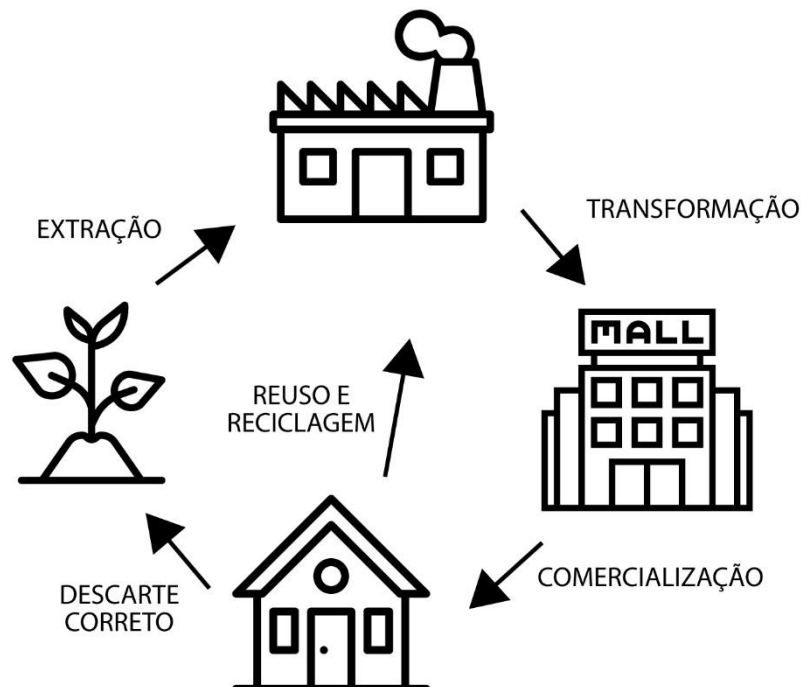 EXTRAÇÃO
TRANSFORMAÇÃO
MALL
REUSO E
RECICLAGEM
DESCARTE
CORRETO
COMERCIALIZAÇÃO